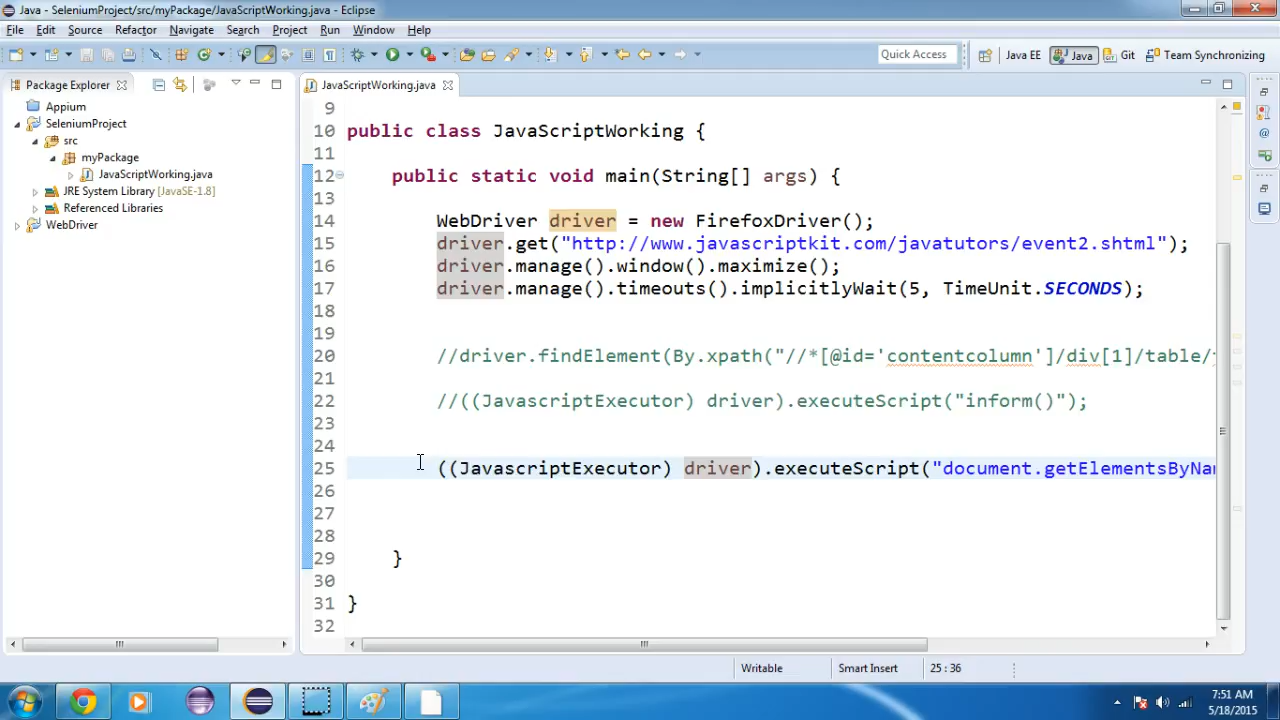 Java - SeleniumProject/src/myPackage/JavaScriptWorking.java - Eclipse
File Edit Source Refactor Navigate Search Project Run Window Help
Quick Access Java EE Java Git Team Synchronizing
Package Explorer
JavaScriptWorking.java
Appium
SeleniumProject
src
myPackage
JavaScriptWorking.java
JRE System Library [JavaSE-1.8]
Referenced Libraries
WebDriver
9
10 public class JavaScriptWorking {
11
12 public static void main(String[] args) {
13
14 WebDriver driver = new FirefoxDriver();
15 driver.get("http://www.javascriptkit.com/javatutors/event2.shtml");
16 driver.manage().window().maximize();
17 driver.manage().timeouts().implicitlyWait(5, TimeUnit.SECONDS);
18
19
20 //driver.findElement(By.xpath("//*[@id='contentcolumn']/div[1]/table/
21
22 //((JavascriptExecutor) driver).executeScript("inform()");
23
24
25 ((JavascriptExecutor) driver).executeScript("document.getElementsByNa
26
27
28
29 }
30
31 }
32
Writable Smart Insert 25 : 36
7:51 AM
5/18/2015